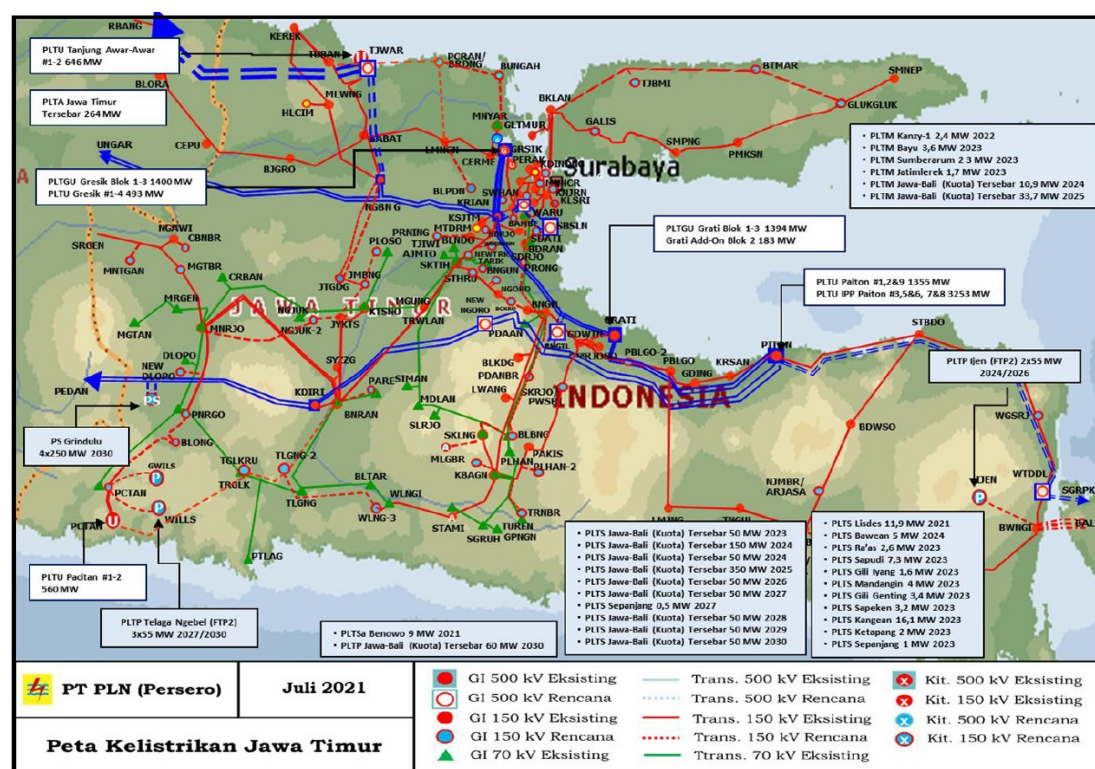 RBANG
KEREK
TUBAN
TJWAR
PLTU Tanjung Awar-Awar
#1-2 646 MW
BLORA
MLWNG
HLCIM
PLTA Jawa Timur
Tersebar 264 MW
BUNGAH
MNYAR
GLTMUR
BKLAN
TJBMI
BTMAR
SMNEP
GLUKGLUK
GALIS
SMPNG
PMKSN
UNGAR
CEPU
BJGRO
BABAT
CERME
GRSIK
PERAK
Surabaya
PLTGU Gresik Blok 1-3 1400 MW
PLTU Gresik #1-4 493 MW
NGBNG
BLPDN
KRIAN
SWHAN
KLSRI
WARU
SBSLN
KSJTM
MTDRM
PLTM Kanzy-1 2,4 MW 2022
PLTM Bayu 3,6 MW 2023
PLTM Sumberarum 2 3 MW 2023
PLTM Jatimlerek 1,7 MW 2023
PLTM Jawa-Bali (Kuota) Tersebar 10,9 MW 2024
PLTM Jawa-Bali (Kuota) Tersebar 33,7 MW 2025
SRGEN
NGAWI
CBNBR
MNTGAN
MGTBR
PLOSO
PRNING
TJIWI
AJMTO
BLNDO
SKTIH
BDRAN
SDRJO
PRONG
STHRJ
BNGUN
NGORO
NEW
NGORO
PLTGU Grati Blok 1-3 1394 MW
Grati Add-On Blok 2 183 MW
PLTU Paiton #1,2&9 1355 MW
PLTU IPP Paiton #3,5&6, 7&8 3253 MW
CRBAN
MRGEN
JAWA TIMUR
JTGDG
JMBNG
MGTAN
MNRJO
NGJUK
NGJUK-2
KTSNO
JYKTS
MGUNG
TRWLAN
BNGIL
PDAAN
GDWTN
GRATI
PBLGO-2
PBLGO
GDING
KRSAN
PITON
STBDO
DLOPO
NEW
DLOPO
SYZZG
PARE
KDIRI
BNRAN
SIMAN
MDLAN
SLRJO
BLKDG
PDANBR
LWANG
SKRJO
PWSRI
INDONESIA
PLTP Ijen (FTP2) 2x55 MW
2024/2026
PEDAN
PS
PNRGO
PS Grindulu
4x250 MW 2030
BLONG
GWILS
P
TGLKRU
TRGLK
TLGNG-2
TLGNG
BLTAR
WLNGI
WLNG-3
SKLNG
A
MLGBR
KBAGN
BLBNG
PLHAN
PAKIS
PLHAN-2
TRNBR
TUREN
GPNGN
STAMI
SGRUH
BDWSO
NJMBR/
ARJASA
IJEN
P
WGSRJ
WTDDL
SGRPK
BWNGI
PCTAN
P
WILLS
U
PTLAG
LMJNG
PLTU Pacitan #1-2
560 MW
PLTP Telaga Ngebel (FTP2)
3x55 MW 2027/2030
PLTSa Benowo 9 MW 2021
PLTP Jawa-Bali (Kuota) Tersebar 60 MW 2030
PLTS Jawa-Bali (Kuota) Tersebar 50 MW 2023
PLTS Jawa-Bali (Kuota) Tersebar 150 MW 2024
PLTS Jawa-Bali (Kuota) Tersebar 50 MW 2024
PLTS Jawa-Bali (Kuota) Tersebar 350 MW 2025
PLTS Jawa-Bali (Kuota) Tersebar 50 MW 2026
PLTS Jawa-Bali (Kuota) Tersebar 50 MW 2027
PLTS Sepanjang 0,5 MW 2027
PLTS Jawa-Bali (Kuota) Tersebar 50 MW 2028
PLTS Jawa-Bali (Kuota) Tersebar 50 MW 2029
PLTS Jawa-Bali (Kuota) Tersebar 50 MW 2030
PLTS Lisdes 11,9 MW 2021
PLTS Bawean 5 MW 2024
PLTS Ra'as 2,6 MW 2023
PLTS Sapudi 7,3 MW 2023
PLTS Gili Iyang 1,6 MW 2023
PLTS Mandangin 4 MW 2023
PLTS Gili Genting 3,4 MW 2023
PLTS Sapeken 3,2 MW 2023
PLTS Kangean 16,1 MW 2023
PLTS Ketapang 2 MW 2023
PLTS Sepanjang 1 MW 2023
PT PLN (Persero)
Juli 2021
Peta Kelistrikan Jawa Timur
GI 500 kV Eksisting
GI 500 kV Rencana
GI 150 kV Eksisting
GI 150 kV Rencana
GI 70 kV Eksisting
Trans. 500 kV Eksisting
Trans. 500 kV Rencana
Trans. 150 kV Eksisting
Trans. 150 kV Rencana
Ttrans. 70 kV Eksisting
Kit. 500 kV Eksisting
Kit. 150 kV Eksisting
Kit. 500 kV Rencana
Kit. 150 kV Rencana